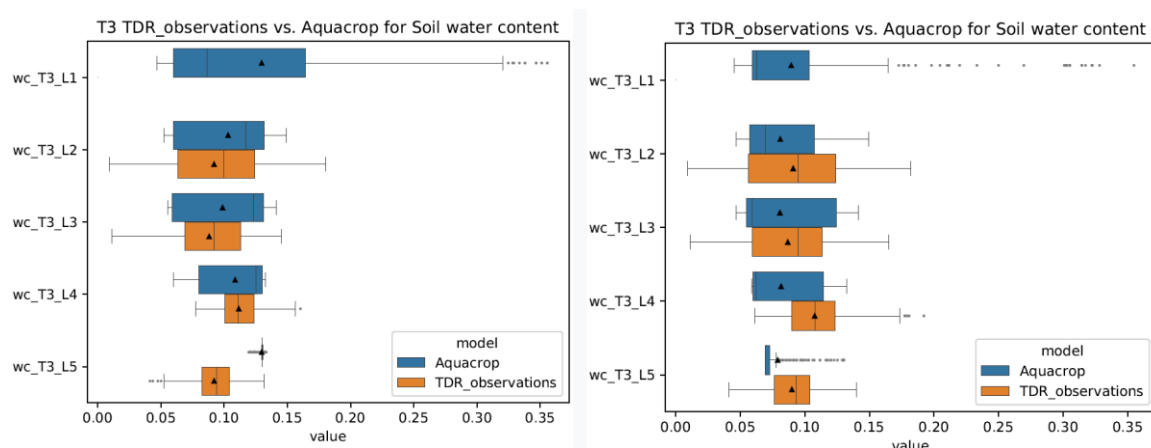 T3 TDR_observations vs. Aquacrop for Soil water content
wc_T3_L1
wc_T3_L2
wc_T3_L3
wc_T3_L4
wc_T3_L5
model
Aquacrop
TDR_observations
0.00 0.05 0.10 0.15 0.20 0.25 0.30 0.35
value
T3 TDR_observations vs. Aquacrop for Soil water content
wc_T3_L1
wc_T3_L2
wc_T3_L3
wc_T3_L4
wc_T3_L5
model
Aquacrop
TDR_observations
0.00 0.05 0.10 0.15 0.20 0.25 0.30 0.35
value